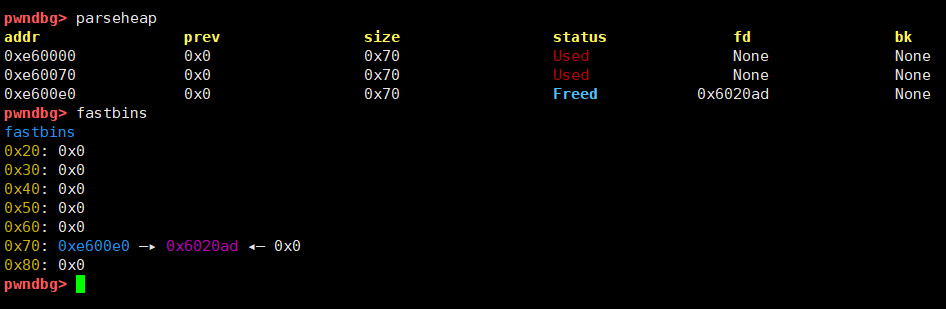 pwndbg> parseheap
addr prev size status fd bk
0xe60000 0x0 0x70 Used None None
0xe60070 0x0 0x70 Used None None
0xe600e0 0x0 0x70 Freed 0x6020ad None
pwndbg> fastbins
fastbins
0x20: 0x0
0x30: 0x0
0x40: 0x0
0x50: 0x0
0x60: 0x0
0x70: 0xe600e0 —▸ 0x6020ad ◂— 0x0
0x80: 0x0
pwndbg>